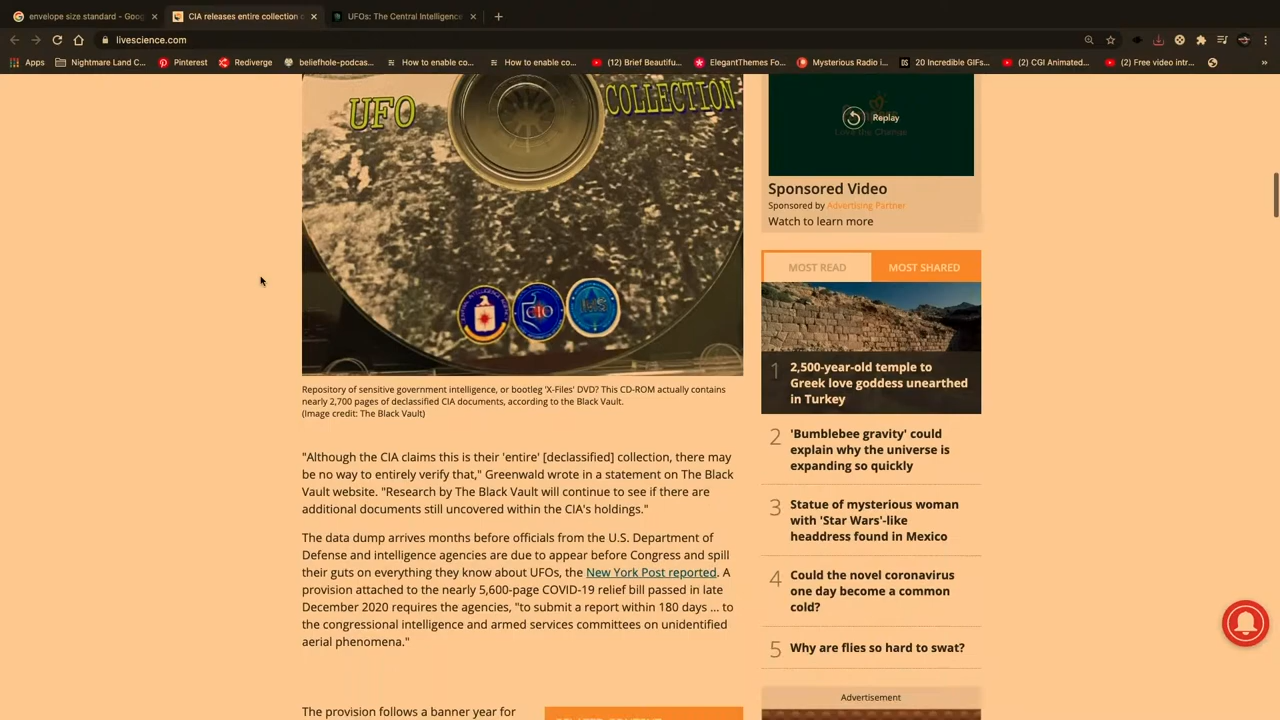 envelope size standard - Goog
CIA releases entire collection o
UFOs: The Central Intelligence
livescience.com
Apps
Nightmare Land C...
Pinterest
Rediverge
beliefhole-podcas...
How to enable co...
How to enable co...
(12) Brief Beautifu...
ElegantThemes Fo...
Mysterious Radio i...
20 Incredible GIFs...
(2) CGI Animated...
(2) Free video intr...
UFO COLLECTION
Repository of sensitive government intelligence, or bootleg 'X-Files' DVD? This CD-ROM actually contains
nearly 2,700 pages of declassified CIA documents, according to the Black Vault.
(Image credit: The Black Vault)
"Although the CIA claims this is their 'entire' [declassified] collection, there may
be no way to entirely verify that," Greenwald wrote in a statement on The Black
Vault website. "Research by The Black Vault will continue to see if there are
additional documents still uncovered within the CIA's holdings."
The data dump arrives months before officials from the U.S. Department of
Defense and intelligence agencies are due to appear before Congress and spill
their guts on everything they know about UFOs, the New York Post reported. A
provision attached to the nearly 5,600-page COVID-19 relief bill passed in late
December 2020 requires the agencies, "to submit a report within 180 days ... to
the congressional intelligence and armed services committees on unidentified
aerial phenomena."
The provision follows a banner year for
Replay
Love the Change
Sponsored Video
Sponsored by Advertising Partner
Watch to learn more
MOST READ
MOST SHARED
1 2,500-year-old temple to
Greek love goddess unearthed
in Turkey
2 'Bumblebee gravity' could
explain why the universe is
expanding so quickly
3 Statue of mysterious woman
with 'Star Wars'-like
headdress found in Mexico
4 Could the novel coronavirus
one day become a common
cold?
5 Why are flies so hard to swat?
Advertisement